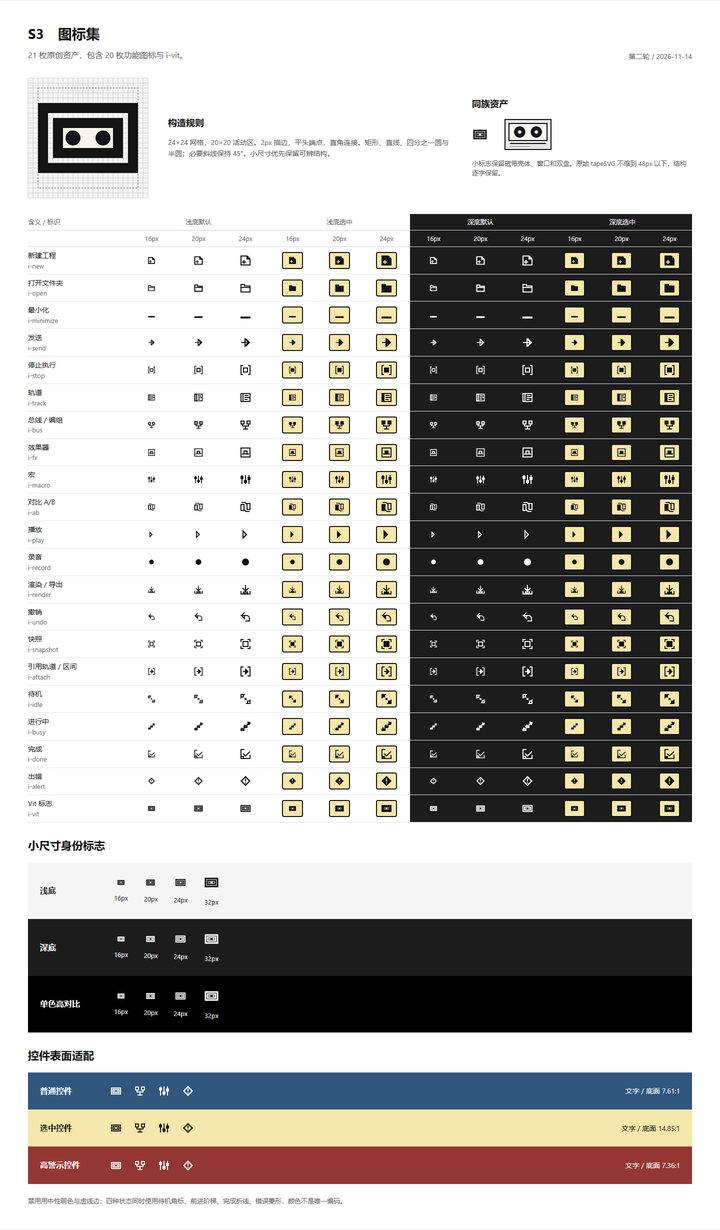 S3 图标集
21 枚原创资产，包含 20 枚功能图标与 i-vit。
第二轮 / 2026-11-14
构造规则
24×24 网格，20×20 活动区。2px 描边，平头端点，直角连接。矩形、直线、四分之一圆与
半圆；必要斜线保持 45°。小尺寸优先保留可辨结构。
同族资产
小标志保留磁带壳体、窗口和双盘。原始 tapeSVG 不缩到 48px 以下，结构
逐字保留。
含义 / 标识 浅底默认 浅底选中 深底默认 深底选中
16px 20px 24px 16px 20px 24px 16px 20px 24px 16px 20px 24px
新建工程
i-new
打开文件夹
i-open
最小化
i-minimize
发送
i-send
停止执行
i-stop
轨道
i-track
总线 / 编组
i-bus
效果器
i-fx
宏
i-macro
对比 A/B
i-ab
播放
i-play
录音
i-record
渲染 / 导出
i-render
撤销
i-undo
快照
i-snapshot
引用轨道 / 区间
i-attach
待机
i-idle
进行中
i-busy
完成
i-done
出错
i-alert
Vit 标志
i-vit
小尺寸身份标志
浅底
16px 20px 24px 32px
深底
16px 20px 24px 32px
单色高对比
16px 20px 24px 32px
控件表面适配
普通控件 文字 / 底面 7.61:1
选中控件 文字 / 底面 14.85:1
高警示控件 文字 / 底面 7.36:1
禁用用中性弱色与虚线边；四种状态同时使用待机角标、前进阶梯、完成折线、错误菱形，颜色不是唯一编码。